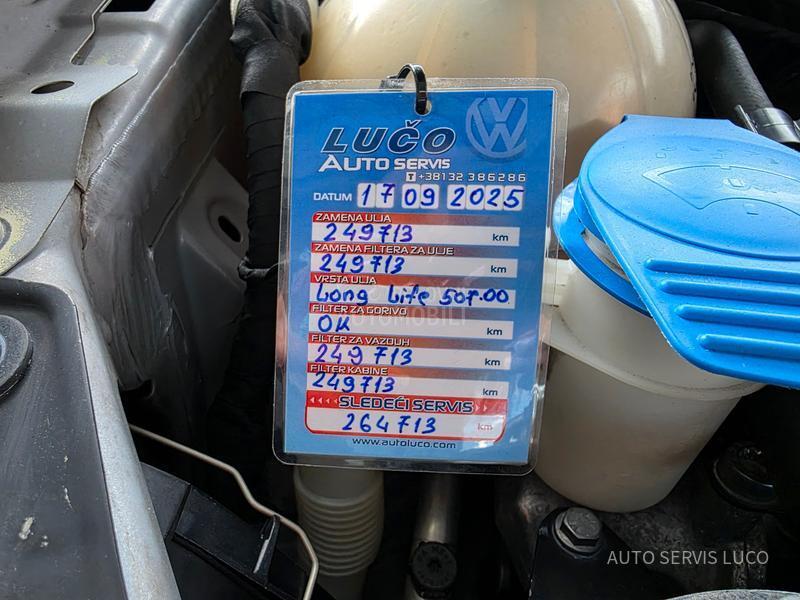 LUČO
AUTO SERVIS
T +38132 386286
DATUM 17 09 2025
ZAMENA ULJA
249713 km
ZAMENA FILTERA ZA ULJE
249713 km
VRSTA ULJA
Long Life 507.00
FILTER ZA GORIVO
OK km
FILTER ZA VAZDUH
249713 km
FILTER KABINE
249713 km
SLEDEĆI SERVIS
264713 km
www.autoluco.com
AUTO SERVIS LUCO